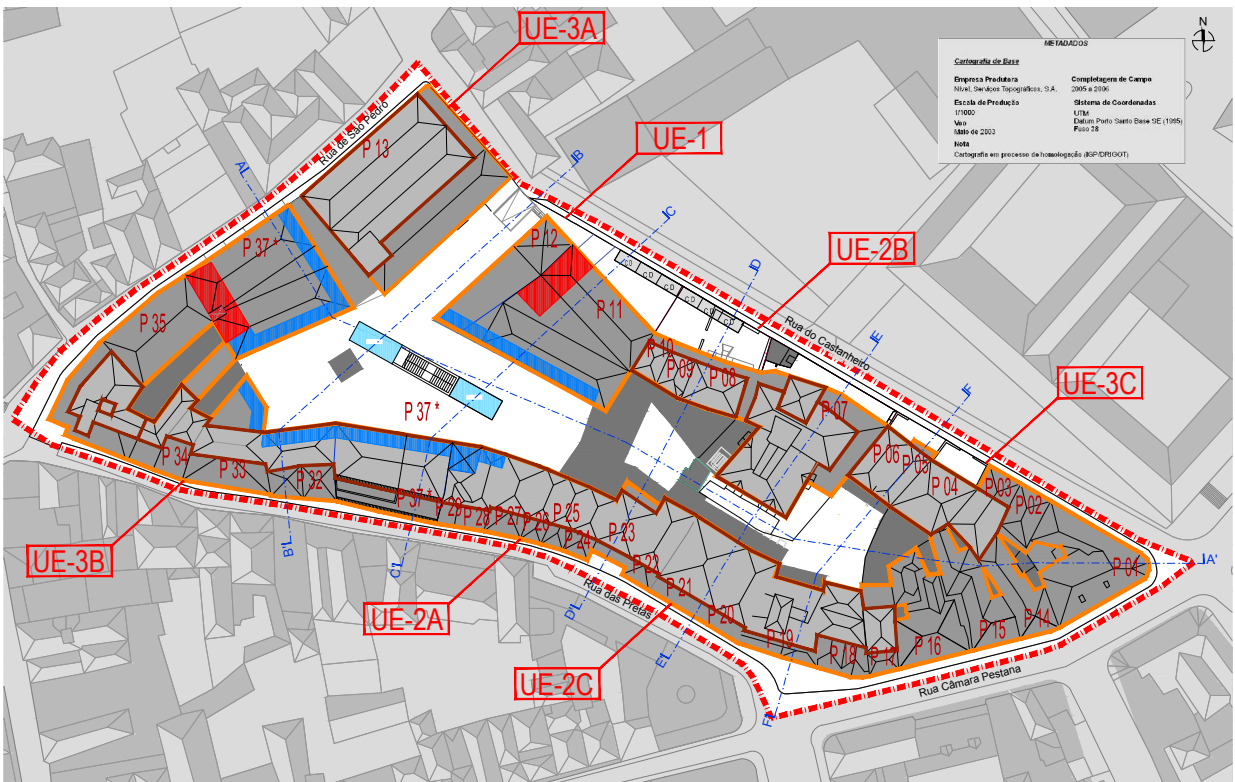 UE-3A
N
METADADOS
Cartografia de Base
Empresa Produtora
Nível, Serviços Topográficos, S.A.
Completagem de Campo
2005 a 2006
Escala de Produção
1/1000
Sistema de Coordenadas
UTM
Datum Porto Santo Base SE (1995)
Fuso 28
Voo
Maio de 2003
Nota
Cartografia em processo de homologação (IGP/DRIGOT)
Rua de São Pedro
UE-1
P 13
A
B
C
UE-2B
P 37 *
P 12
D
P 11
P 35
Rua do Castanheiro
E
P 10
P 09
P 08
UE-3C
F
P 37 *
P 07
P 06
P 05
P 04
P 03
P 02
P 01
P 34
P 33
P 32
P 37 *
P 29
P 28
P 27
P 26
P 25
P 24
P 23
P 22
P 21
P 20
P 19
P 18
P 17
P 16
P 15
P 14
A'
UE-3B
B'
C'
D'
E'
F'
Rua das Pretas
UE-2A
UE-2C
Rua Câmara Pestana